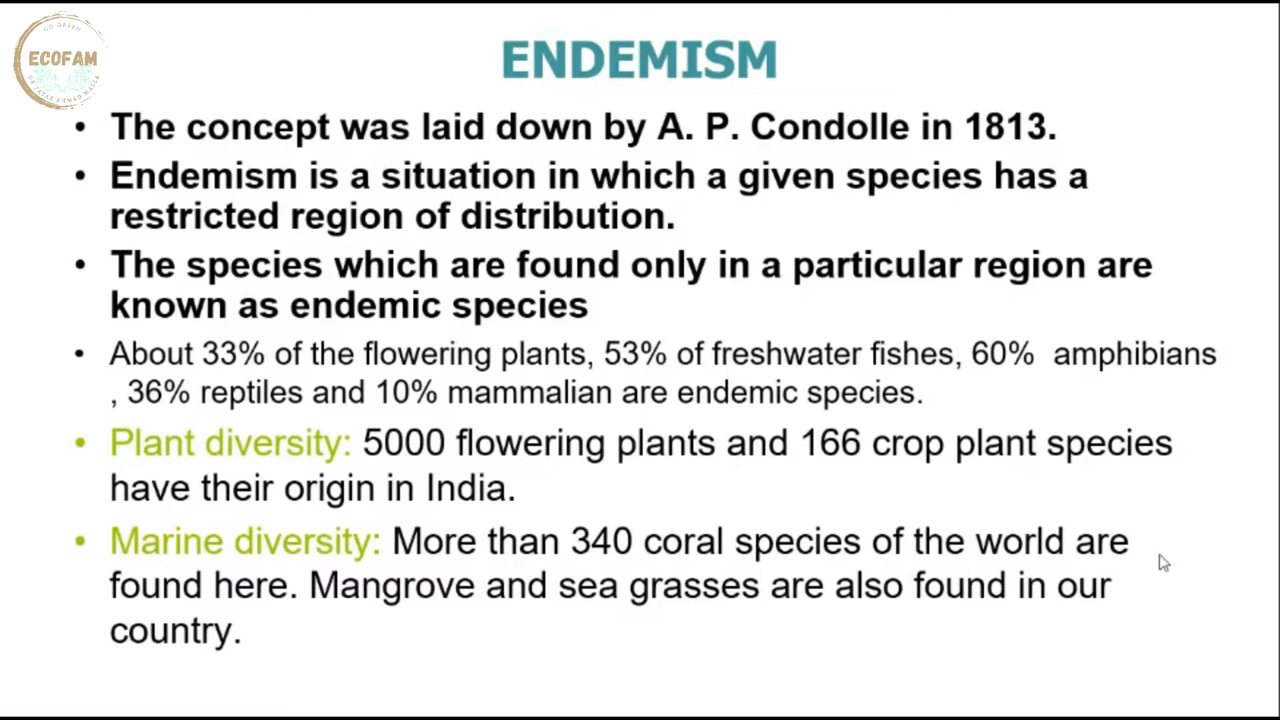 GO GREEN
ECOFAM
ENDEMISM
• The concept was laid down by A. P. Condolle in 1813.
• Endemism is a situation in which a given species has a
restricted region of distribution.
• The species which are found only in a particular region are
known as endemic species
• About 33% of the flowering plants, 53% of freshwater fishes, 60% amphibians
, 36% reptiles and 10% mammalian are endemic species.
• Plant diversity: 5000 flowering plants and 166 crop plant species
have their origin in India.
• Marine diversity: More than 340 coral species of the world are
found here. Mangrove and sea grasses are also found in our
country.